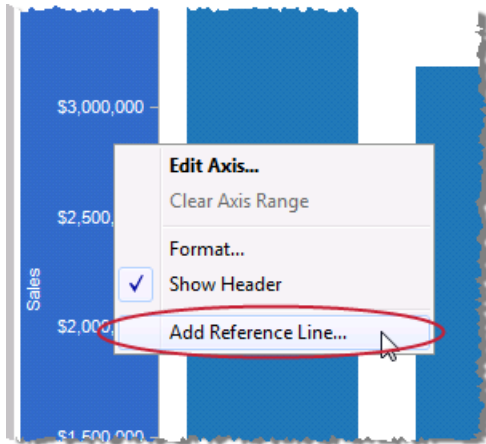 $3,000,000
Edit Axis...
Clear Axis Range
$2,500,
Format...
Sales
Show Header
$2,000,
Add Reference Line...
$1,500,000